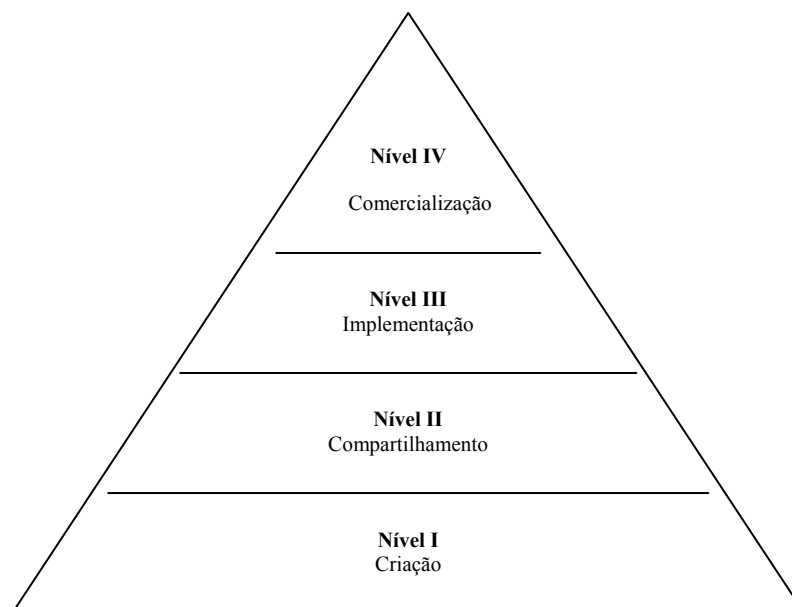 Nível IV
Comercialização
Nível III
Implementação
Nível II
Compartilhamento
Nível I
Criação